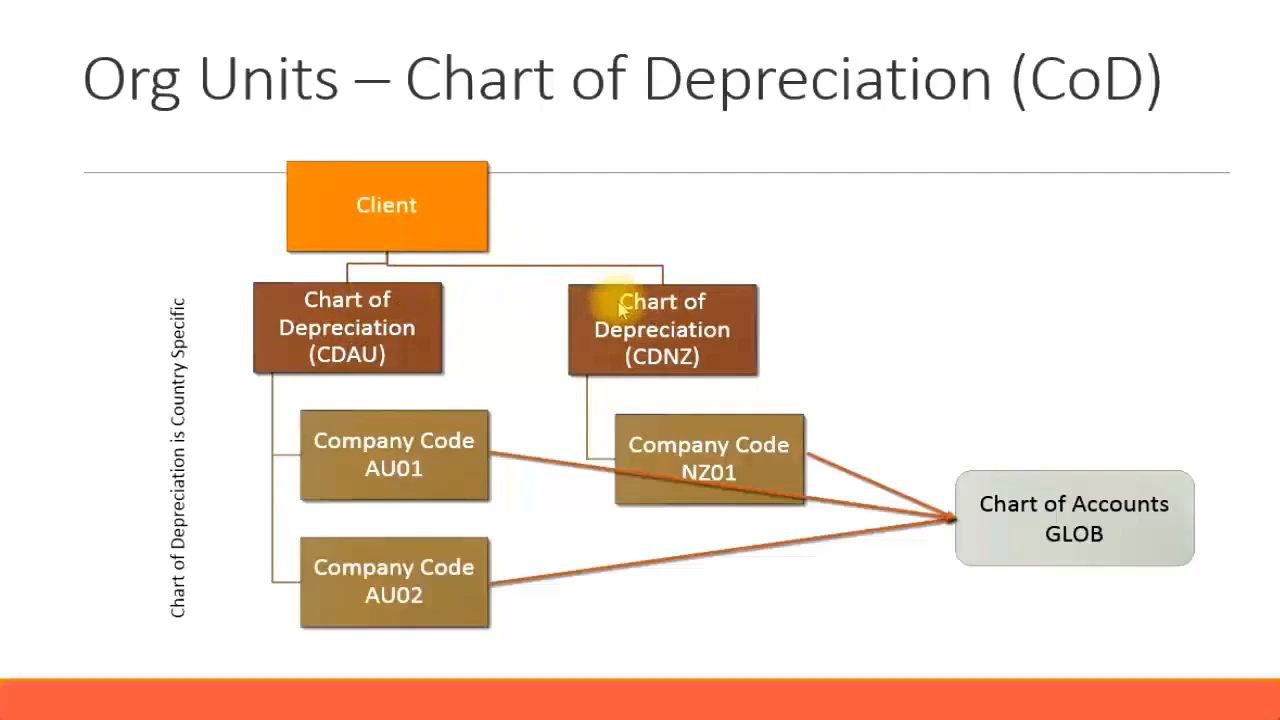 Org Units – Chart of Depreciation (CoD)
Client
Chart of
Depreciation
(CDAU)
Chart of
Depreciation
(CDNZ)
Chart of Depreciation is Country Specific
Company Code
AU01
Company Code
NZ01
Chart of Accounts
GLOB
Company Code
AU02